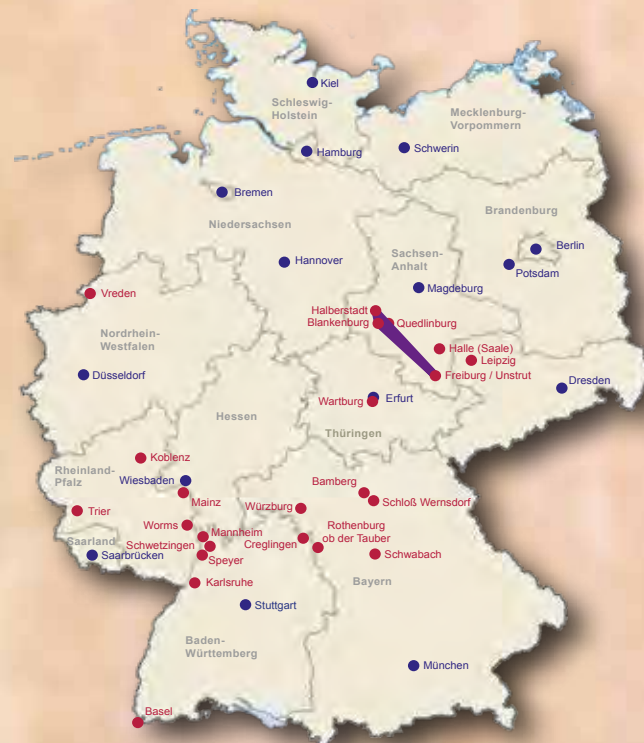 Kiel
Schleswig-
Holstein
Mecklenburg-
Vorpommern
Hamburg
Schwerin
Bremen
Brandenburg
Niedersachsen
Berlin
Sachsen-
Anhalt
Hannover
Potsdam
Magdeburg
Vreden
Halberstadt
Blankenburg
Quedlinburg
Nordrhein-
Westfalen
Halle (Saale)
Leipzig
Düsseldorf
Freiburg / Unstrut
Dresden
Wartburg
Erfurt
Hessen
Thüringen
Koblenz
Rheinland-
Pfalz
Wiesbaden
Bamberg
Mainz
Schloß Wernsdorf
Trier
Würzburg
Worms
Mannheim
Rothenburg
ob der Tauber
Creglingen
Saarland
Schwetzingen
Saarbrücken
Speyer
Schwabach
Karlsruhe
Bayern
Stuttgart
Baden-
Württemberg
München
Basel